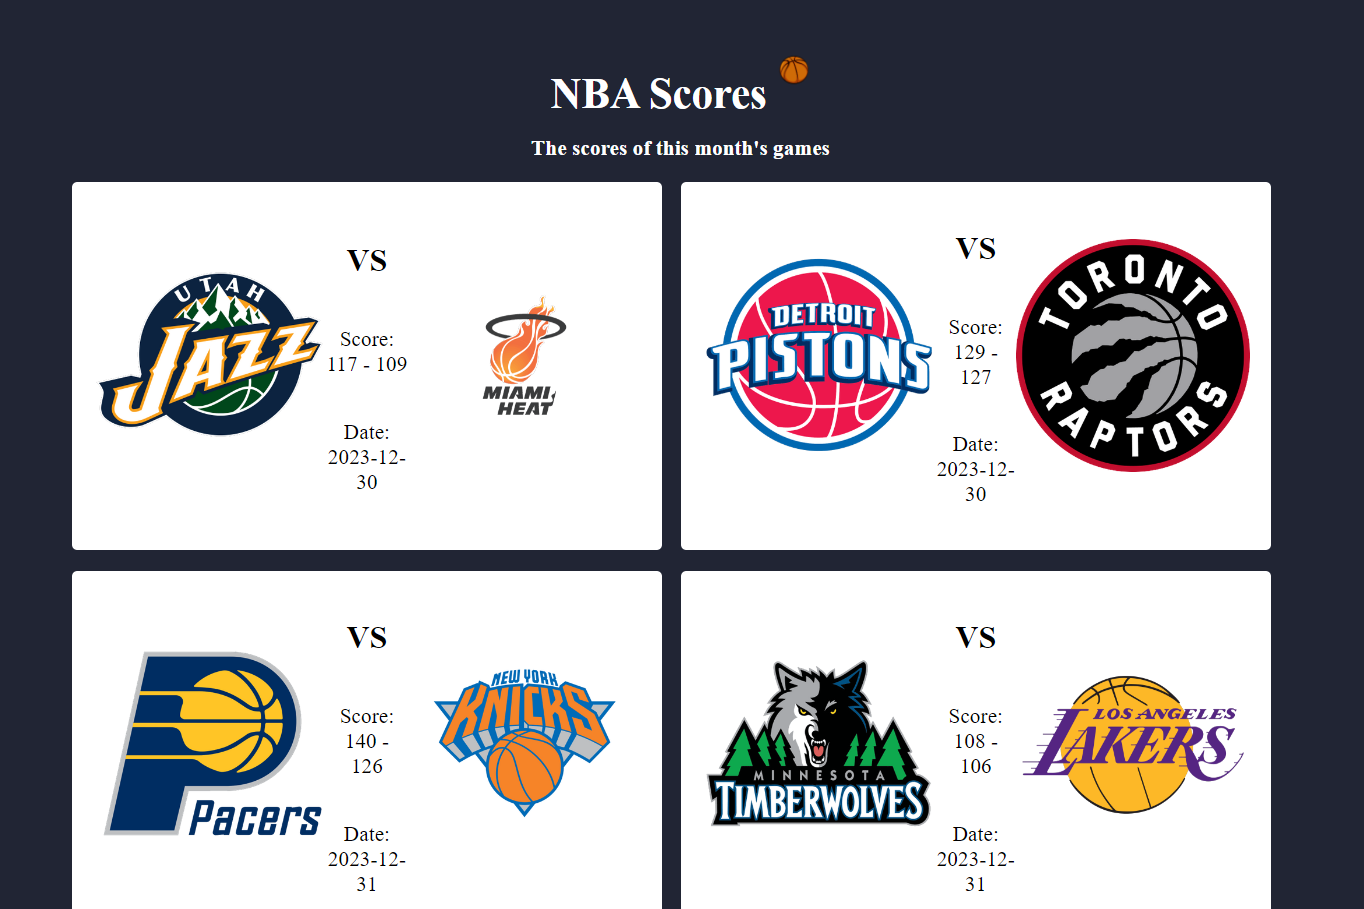 NBA Scores
The scores of this month's games
UTAH
JAZZ
VS
Score:
117 - 109
Date:
2023-12-
30
MIAMI
HEAT
DETROIT
PISTONS
VS
Score:
129 -
127
Date:
2023-12-
30
TORONTO
RAPTORS
Pacers
VS
Score:
140 -
126
Date:
2023-12-
31
NEW YORK
KNICKS
MINNESOTA
TIMBERWOLVES
VS
Score:
108 -
106
Date:
2023-12-
31
LOS ANGELES
LAKERS